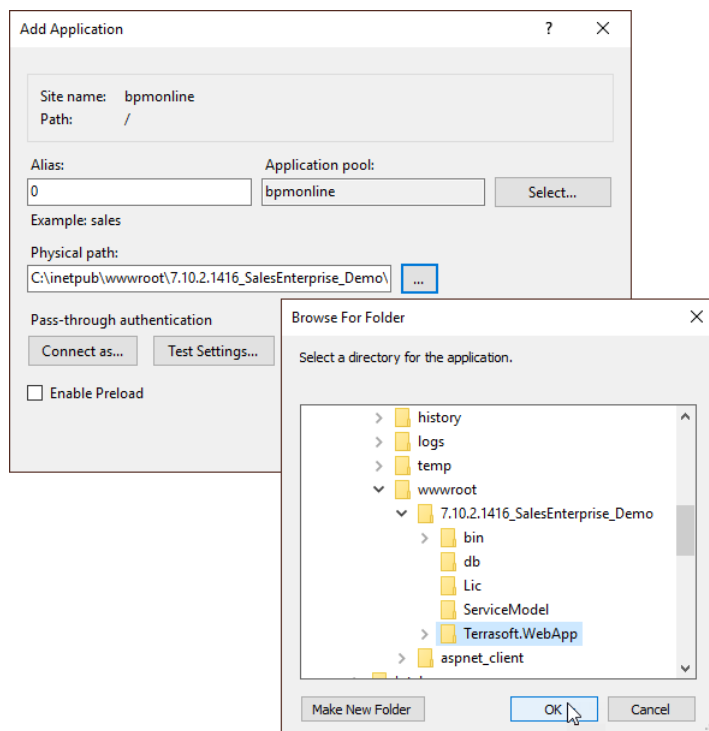 Add Application
?
Site name: bpmonline
Path: /
Alias:
Application pool:
0
bpmonline
Select...
Example: sales
Physical path:
C:\inetpub\wwwroot\7.10.2.1416_SalesEnterprise_Demo\
...
Pass-through authentication
Connect as...
Test Settings...
Enable Preload
Browse For Folder
Select a directory for the application.
history
logs
temp
wwwroot
7.10.2.1416_SalesEnterprise_Demo
bin
db
Lic
ServiceModel
Terrasoft.WebApp
aspnet_client
Make New Folder
OK
Cancel